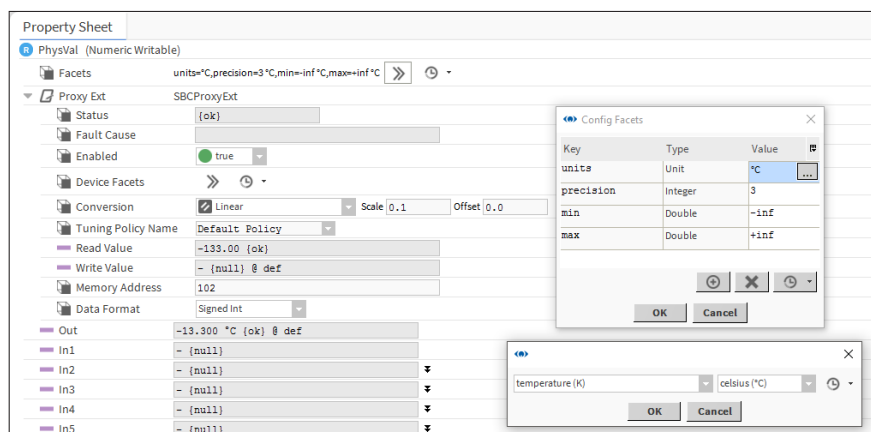 Property Sheet
PhysVal (Numeric Writable)
Facets units=°C,precision=3 °C,min=-inf °C,max=+inf °C
Proxy Ext SBCProxyExt
Status {ok}
Fault Cause
Enabled true
Device Facets
Conversion Linear Scale 0.1 Offset 0.0
Tuning Policy Name Default Policy
Read Value -133.00 {ok}
Write Value - {null} @ def
Memory Address 102
Data Format Signed Int
Out -13.300 °C {ok} @ def
In1 - {null}
In2 - {null}
In3 - {null}
In4 - {null}
In5 - {null}
Config Facets
Key Type Value
units Unit °C ...
precision Integer 3
min Double -inf
max Double +inf
OK Cancel
temperature (K) celsius (°C)
OK Cancel